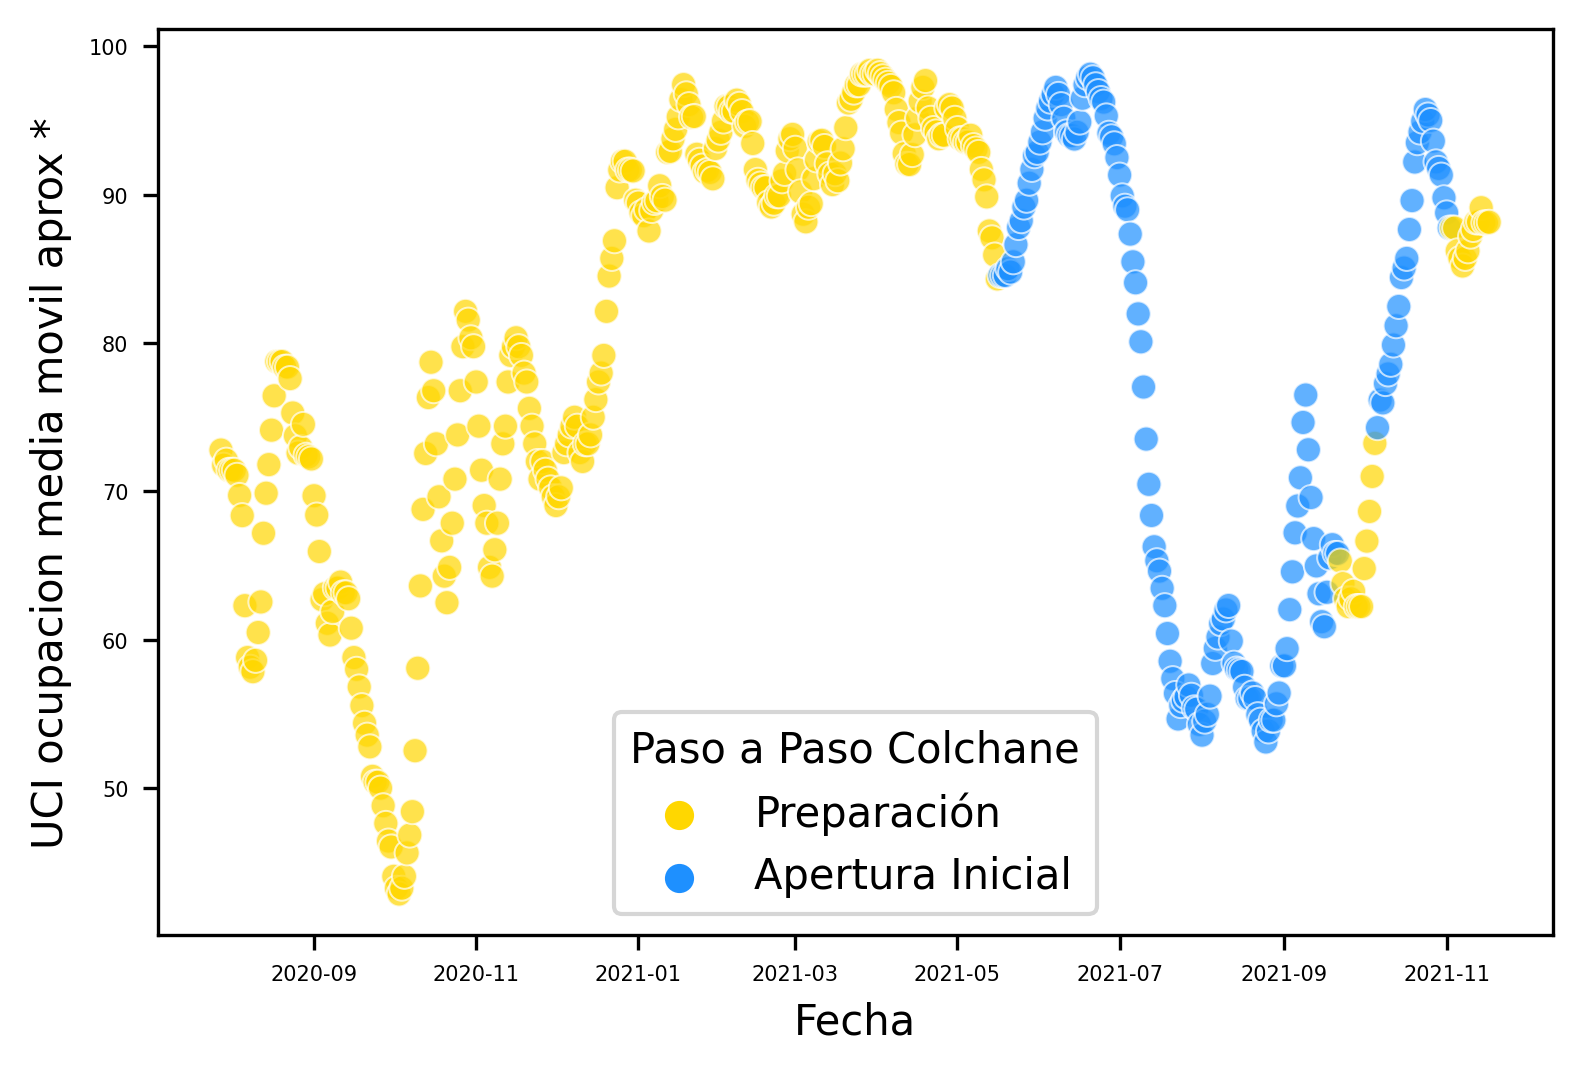 100
90
80
70
60
50
UCI ocupacion media movil aprox *
Paso a Paso Colchane
Preparación
Apertura Inicial
2020-09 2020-11 2021-01 2021-03 2021-05 2021-07 2021-09 2021-11
Fecha